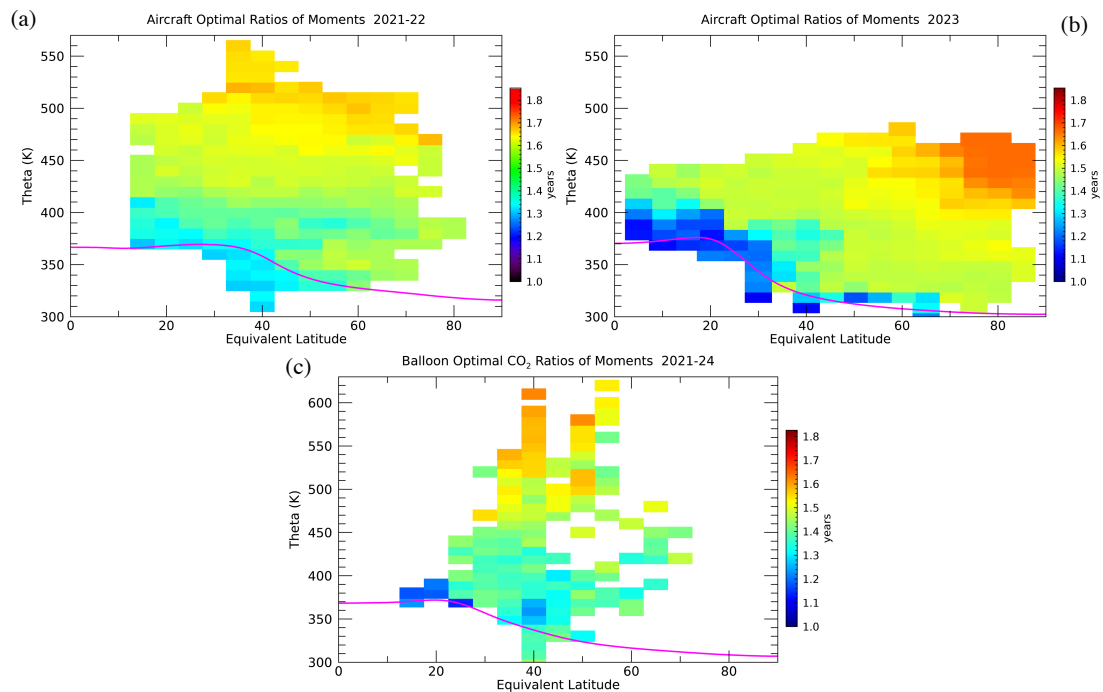 (a)
Aircraft Optimal Ratios of Moments 2021-22
550
500
450
400
350
300
Theta (K)
0 20 40 60 80
Equivalent Latitude
1.8
1.7
1.6
1.5
1.4
1.3
1.2
1.1
1.0
years
(b)
Aircraft Optimal Ratios of Moments 2023
550
500
450
400
350
300
Theta (K)
0 20 40 60 80
Equivalent Latitude
1.8
1.7
1.6
1.5
1.4
1.3
1.2
1.1
1.0
years
(c)
Balloon Optimal CO₂ Ratios of Moments 2021-24
600
550
500
450
400
350
300
Theta (K)
0 20 40 60 80
Equivalent Latitude
1.8
1.7
1.6
1.5
1.4
1.3
1.2
1.1
1.0
years